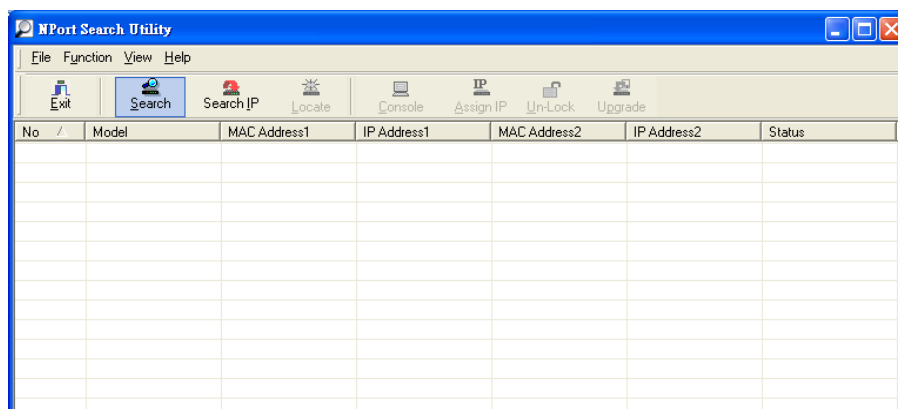 NPort Search Utility
File Function View Help
Exit Search Search IP Locate Console Assign IP Un-Lock Upgrade
No Model MAC Address1 IP Address1 MAC Address2 IP Address2 Status